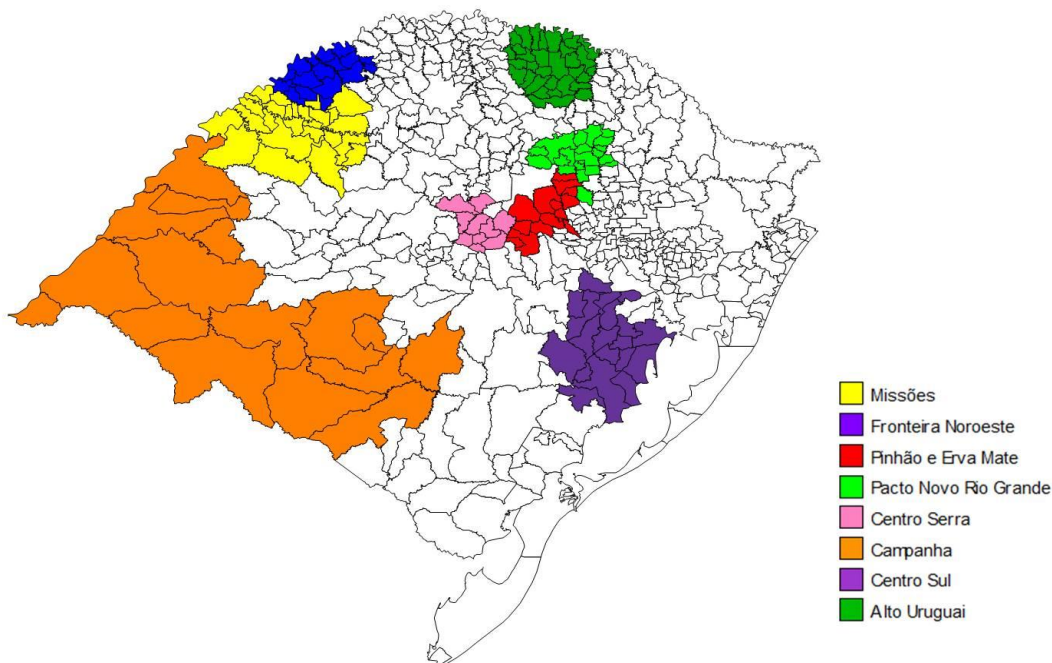 Missões
Fronteira Noroeste
Pinhão e Erva Mate
Pacto Novo Rio Grande
Centro Serra
Campanha
Centro Sul
Alto Uruguai